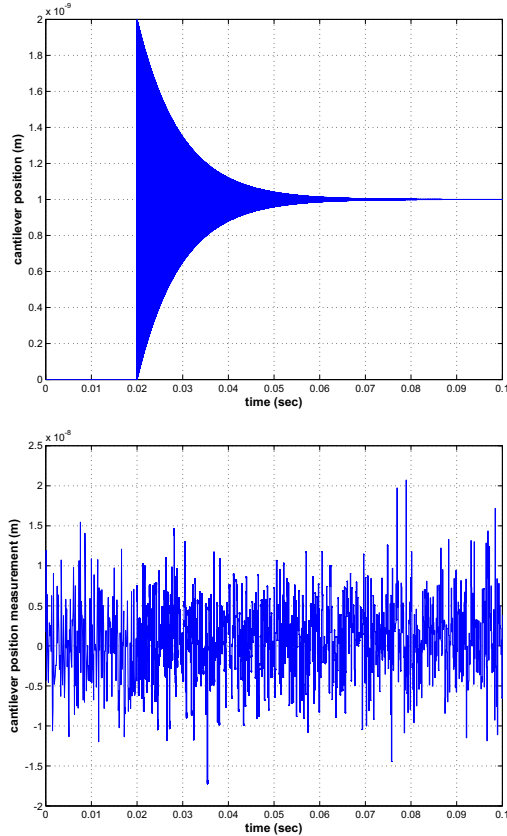 x 10⁻⁹
2
1.8
1.6
1.4
1.2
1
0.8
0.6
0.4
0.2
0
cantilever position (m)
0 0.01 0.02 0.03 0.04 0.05 0.06 0.07 0.08 0.09 0.1
time (sec)
x 10⁻⁸
2.5
2
1.5
1
0.5
0
-0.5
-1
-1.5
-2
cantilever position measurement (m)
0 0.01 0.02 0.03 0.04 0.05 0.06 0.07 0.08 0.09 0.1
time (sec)